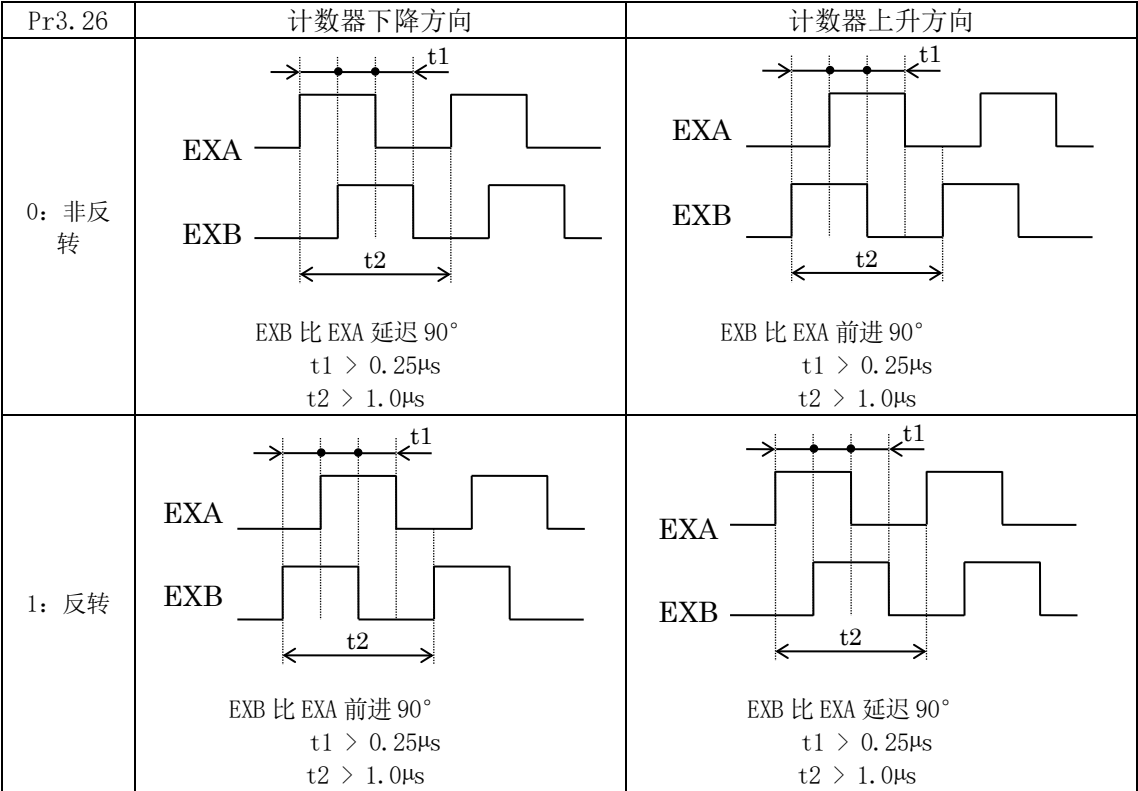 Pr3.26 计数器下降方向 计数器上升方向
0：非反
转
t1
EXA
EXB
t2
EXB 比 EXA 延迟 90°
t1 > 0.25μs
t2 > 1.0μs
t1
EXA
EXB
t2
EXB 比 EXA 前进 90°
t1 > 0.25μs
t2 > 1.0μs
1：反转
t1
EXA
EXB
t2
EXB 比 EXA 前进 90°
t1 > 0.25μs
t2 > 1.0μs
t1
EXA
EXB
t2
EXB 比 EXA 延迟 90°
t1 > 0.25μs
t2 > 1.0μs